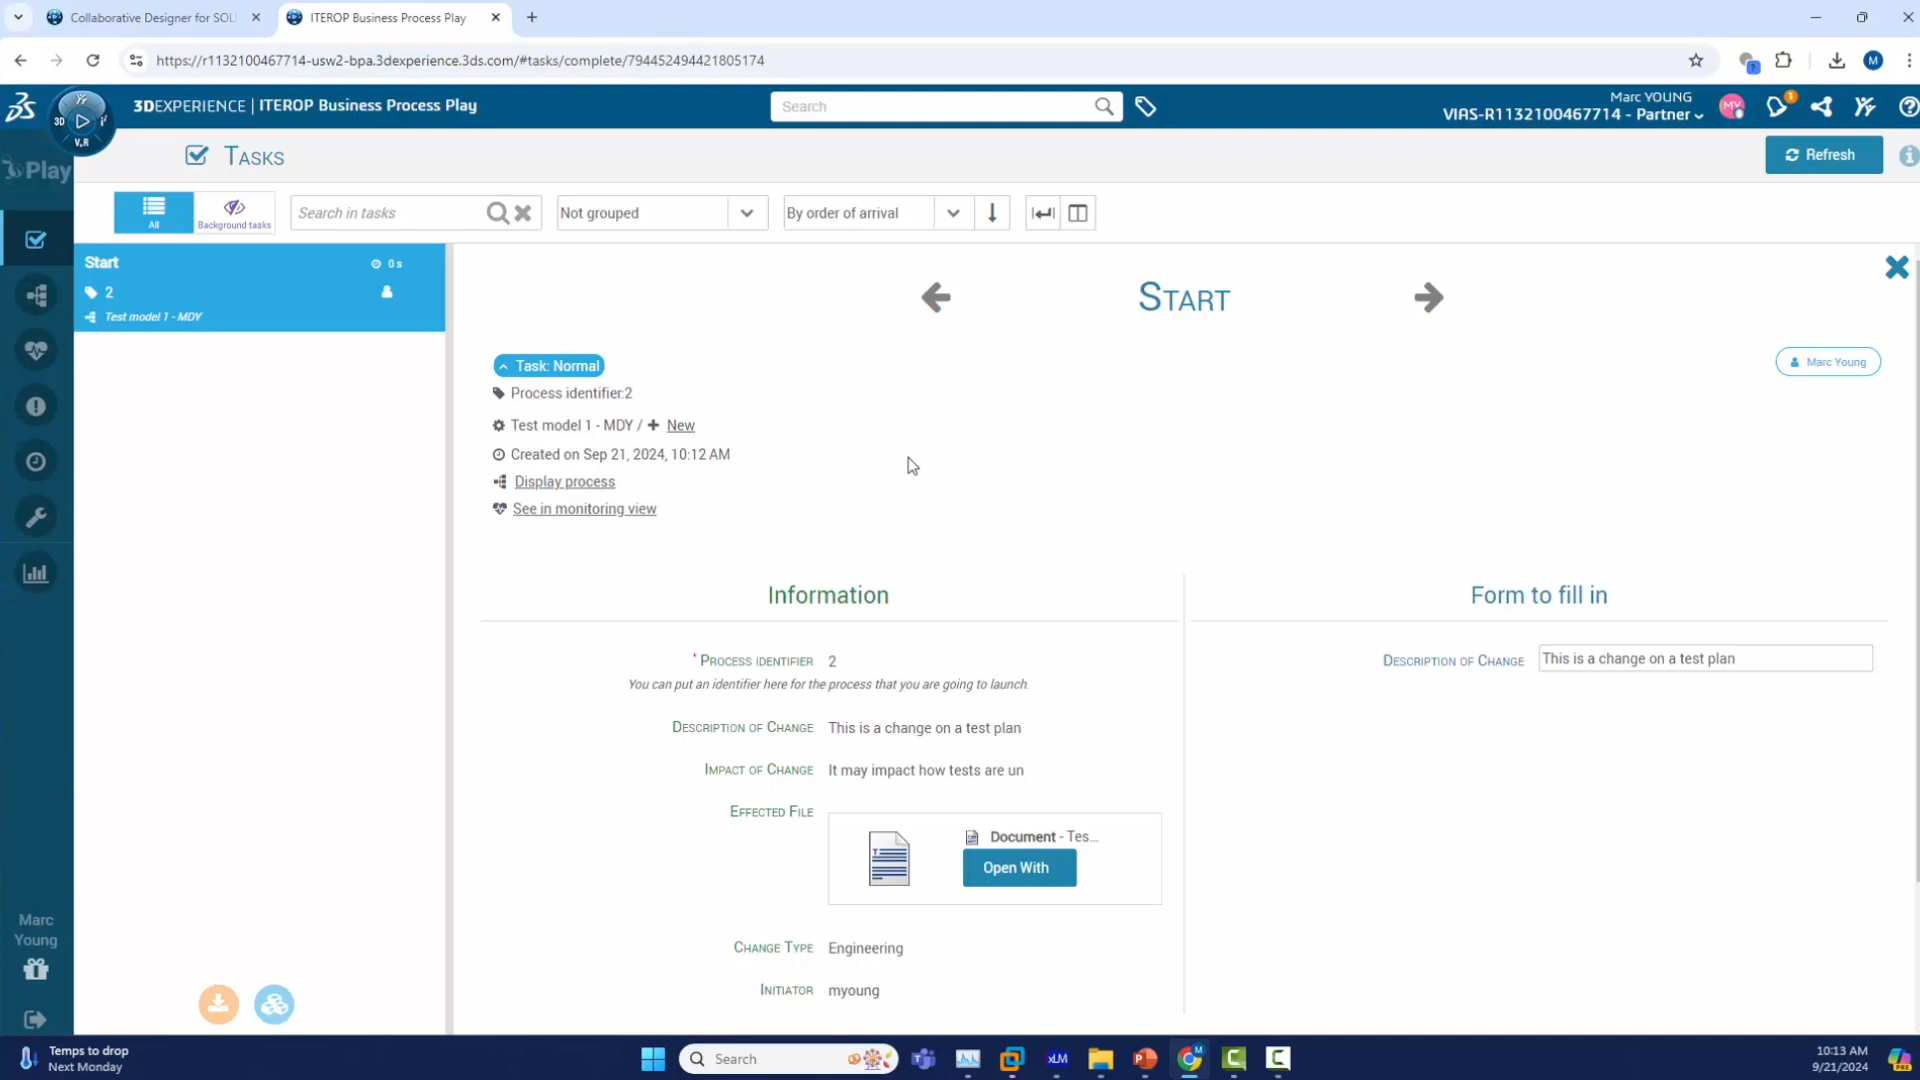 Collaborative Designer for SOL
ITEROP Business Process Play
https://r1132100467714-usw2-bpa.3dexperience.3ds.com/#tasks/complete/794452494421805174
M
3D
V.R
3DEXPERIENCE | ITEROP Business Process Play
Search
Marc YOUNG
VIAS-R1132100467714 - Partner
MY
1
Play
Tasks
Refresh
All
Background tasks
Search in tasks
Not grouped
By order of arrival
Start
0 s
2
Test model 1 - MDY
Start
Task: Normal
Marc Young
Process identifier:2
Test model 1 - MDY / + New
Created on Sep 21, 2024, 10:12 AM
Display process
See in monitoring view
Information
Form to fill in
* Process identifier 2
You can put an identifier here for the process that you are going to launch.
Description of Change This is a change on a test plan
Impact of Change It may impact how tests are un
Effected File
Document - Tes...
Open With
Change Type Engineering
Initiator myoung
Description of Change This is a change on a test plan
Marc
Young
Temps to drop
Next Monday
Search
xLM
M
10:13 AM
9/21/2024
PRE